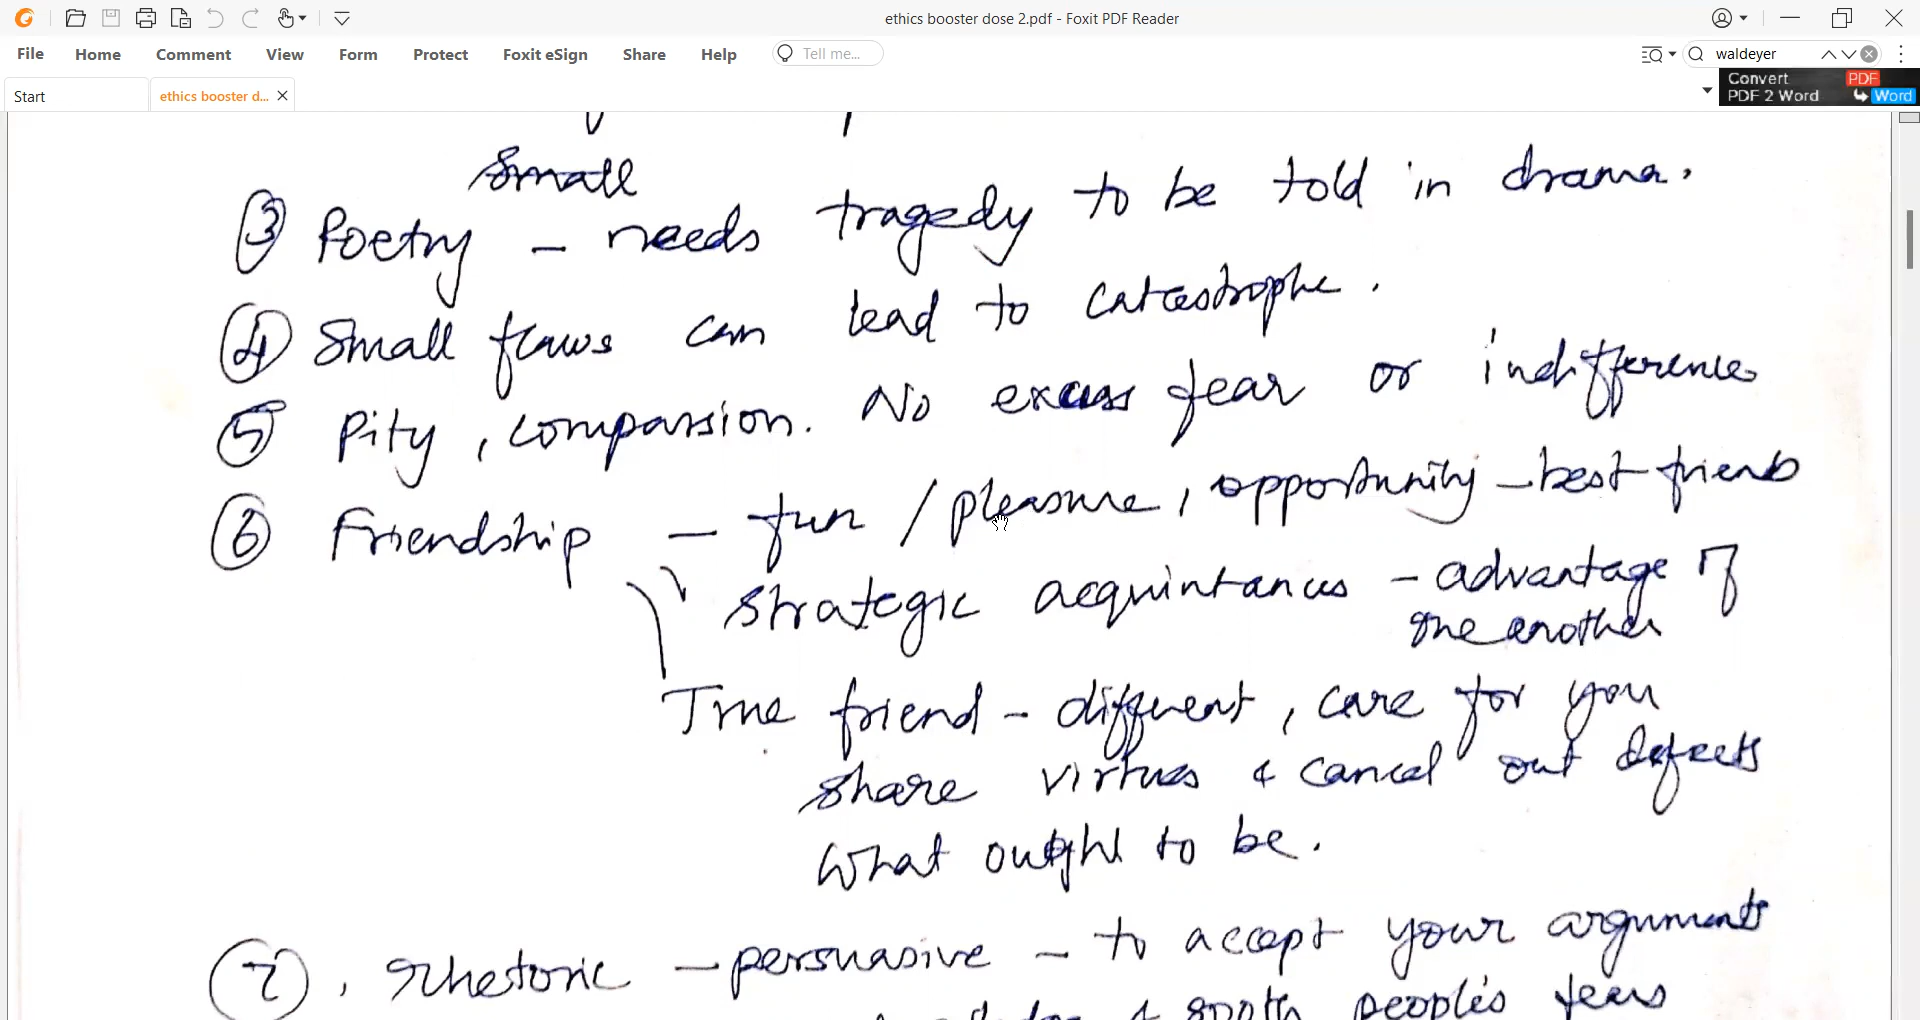 ethics booster dose 2.pdf - Foxit PDF Reader
File Home Comment View Form Protect Foxit eSign Share Help Tell me... waldeyer
Convert PDF
PDF 2 Word Word
Start ethics booster d...
small
③ Poetry - needs tragedy to be told in drama.
④ Small flaws can lead to catastrophe.
⑤ Pity, compassion. No excess fear or indifference
⑥ Friendship - fun / pleasure, opportunity - best friends
strategic acquintances - advantage of
one another
True friend - different, care for you
share virtues & cancel out defects
What ought to be.
⑦, rhetoric - persuasive - to accept your arguments
& sooth people's fears